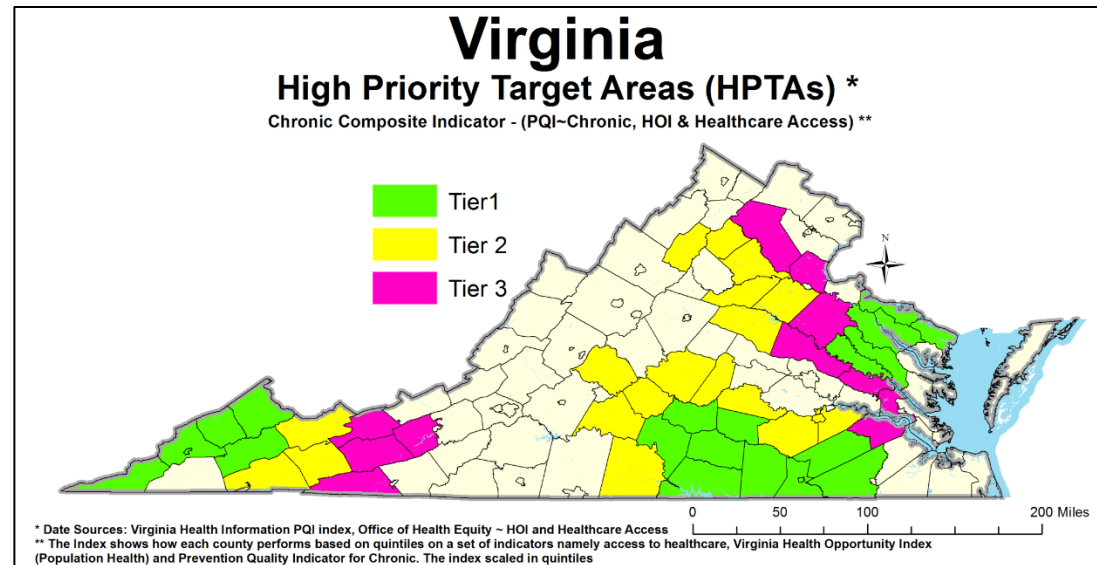 Virginia
High Priority Target Areas (HPTAs) *
Chronic Composite Indicator - (PQI~Chronic, HOI & Healthcare Access) **
Tier1
Tier 2
Tier 3
N
0 50 100 200 Miles
* Date Sources: Virginia Health Information PQI index, Office of Health Equity ~ HOI and Healthcare Access
** The Index shows how each county performs based on quintiles on a set of indicators namely access to healthcare, Virginia Health Opportunity Index
(Population Health) and Prevention Quality Indicator for Chronic. The index scaled in quintiles